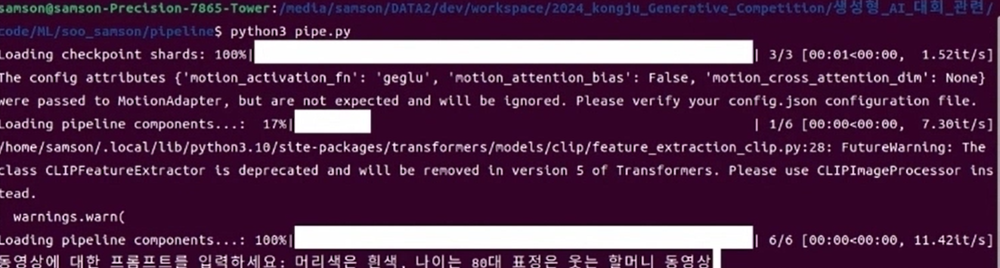 samson@samson-Precision-7865-Tower:/media/samson/DATA2/dev/workspace/2024_kongju_Generative_Competition/생성형_AI_대회_관련/
code/ML/soo_samson/pipeline$ python3 pipe.py
Loading checkpoint shards: 100%| | 3/3 [00:01<00:00,  1.52it/s]
The config attributes {'motion_activation_fn': 'geglu', 'motion_attention_bias': False, 'motion_cross_attention_dim': None}
were passed to MotionAdapter, but are not expected and will be ignored. Please verify your config.json configuration file.
Loading pipeline components...:  17%| | 1/6 [00:00<00:00,  7.30it/s]
/home/samson/.local/lib/python3.10/site-packages/transformers/models/clip/feature_extraction_clip.py:28: FutureWarning: The
class CLIPFeatureExtractor is deprecated and will be removed in version 5 of Transformers. Please use CLIPImageProcessor ins
tead.
  warnings.warn(
Loading pipeline components...: 100%| | 6/6 [00:00<00:00, 11.42it/s]
동영상에 대한 프롬프트를 입력하세요: 머리색은 흰색, 나이는 80대 표정은 웃는 할머니 동영상